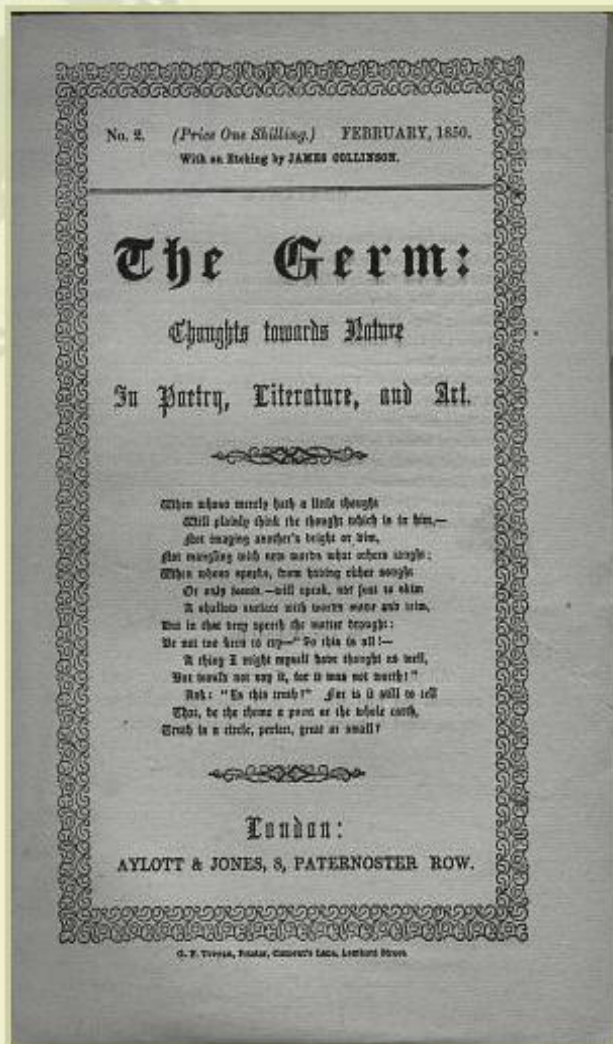 No. 2. (Price One Shilling.) FEBRUARY, 1850.
With an Etching by JAMES COLLINSON.
The Germ:
Thoughts towards Nature
In Poetry, Literature, and Art.
When whoso merely hath a little thought
Will plainly think the thought which is in him,—
Not imaging another's bright or dim,
Not mangling with new words what others taught;
When whoso speaks, from having either sought
Or only found,—will speak, not just to skim
A shallow surface with words made and trim,
But in that very speech the matter brought:
Be not too keen to cry—"So this is all!—
A thing I might myself have thought as well,
But would not say it, for it was not worth!"
Ask: "Is this truth?" For is it still to tell
That, be the theme a point or the whole earth,
Truth is a circle, perfect, great or small?
London:
AYLOTT & JONES, 8, PATERNOSTER ROW.
G. F. Tupper, Printer, Clement's Lane, Lombard Street.